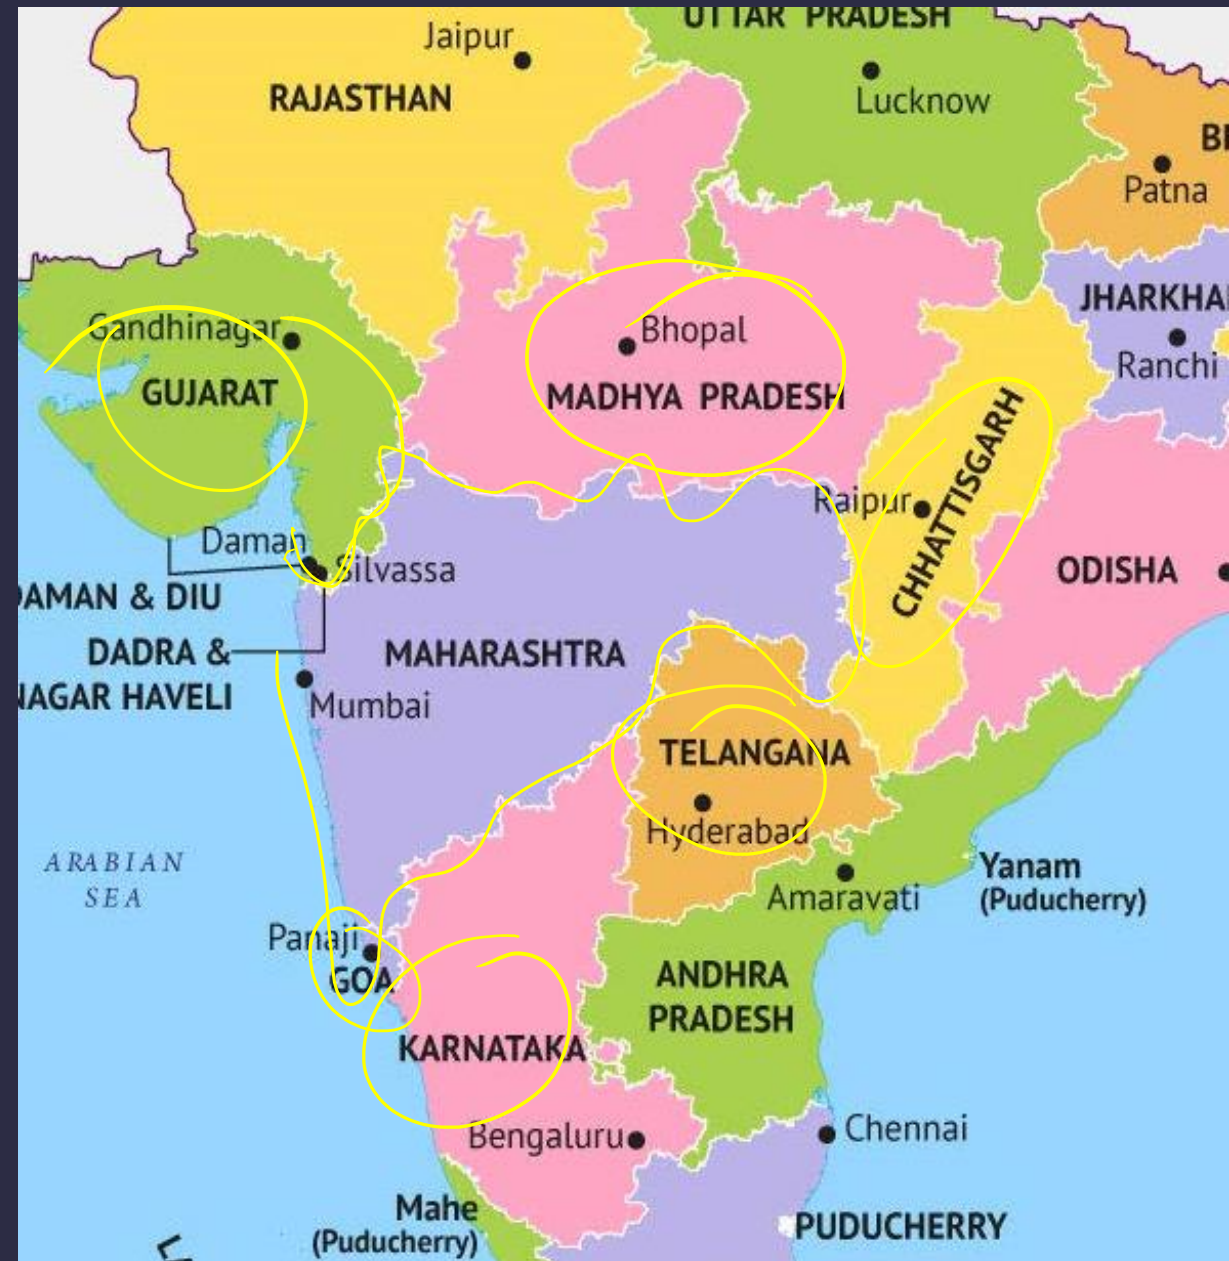 UTTAR PRADESH
Jaipur
RAJASTHAN
Lucknow
Patna
JHARKHA
Ranchi
Gandhinagar
GUJARAT
Bhopal
MADHYA PRADESH
Raipur
CHHATTISGARH
ODISHA
Daman
Silvassa
DAMAN & DIU
DADRA &
NAGAR HAVELI
MAHARASHTRA
Mumbai
TELANGANA
Hyderabad
ARABIAN
SEA
Amaravati
Yanam
(Puducherry)
Panaji
GOA
ANDHRA
PRADESH
KARNATAKA
Bengaluru
Chennai
Mahe
(Puducherry)
PUDUCHERRY